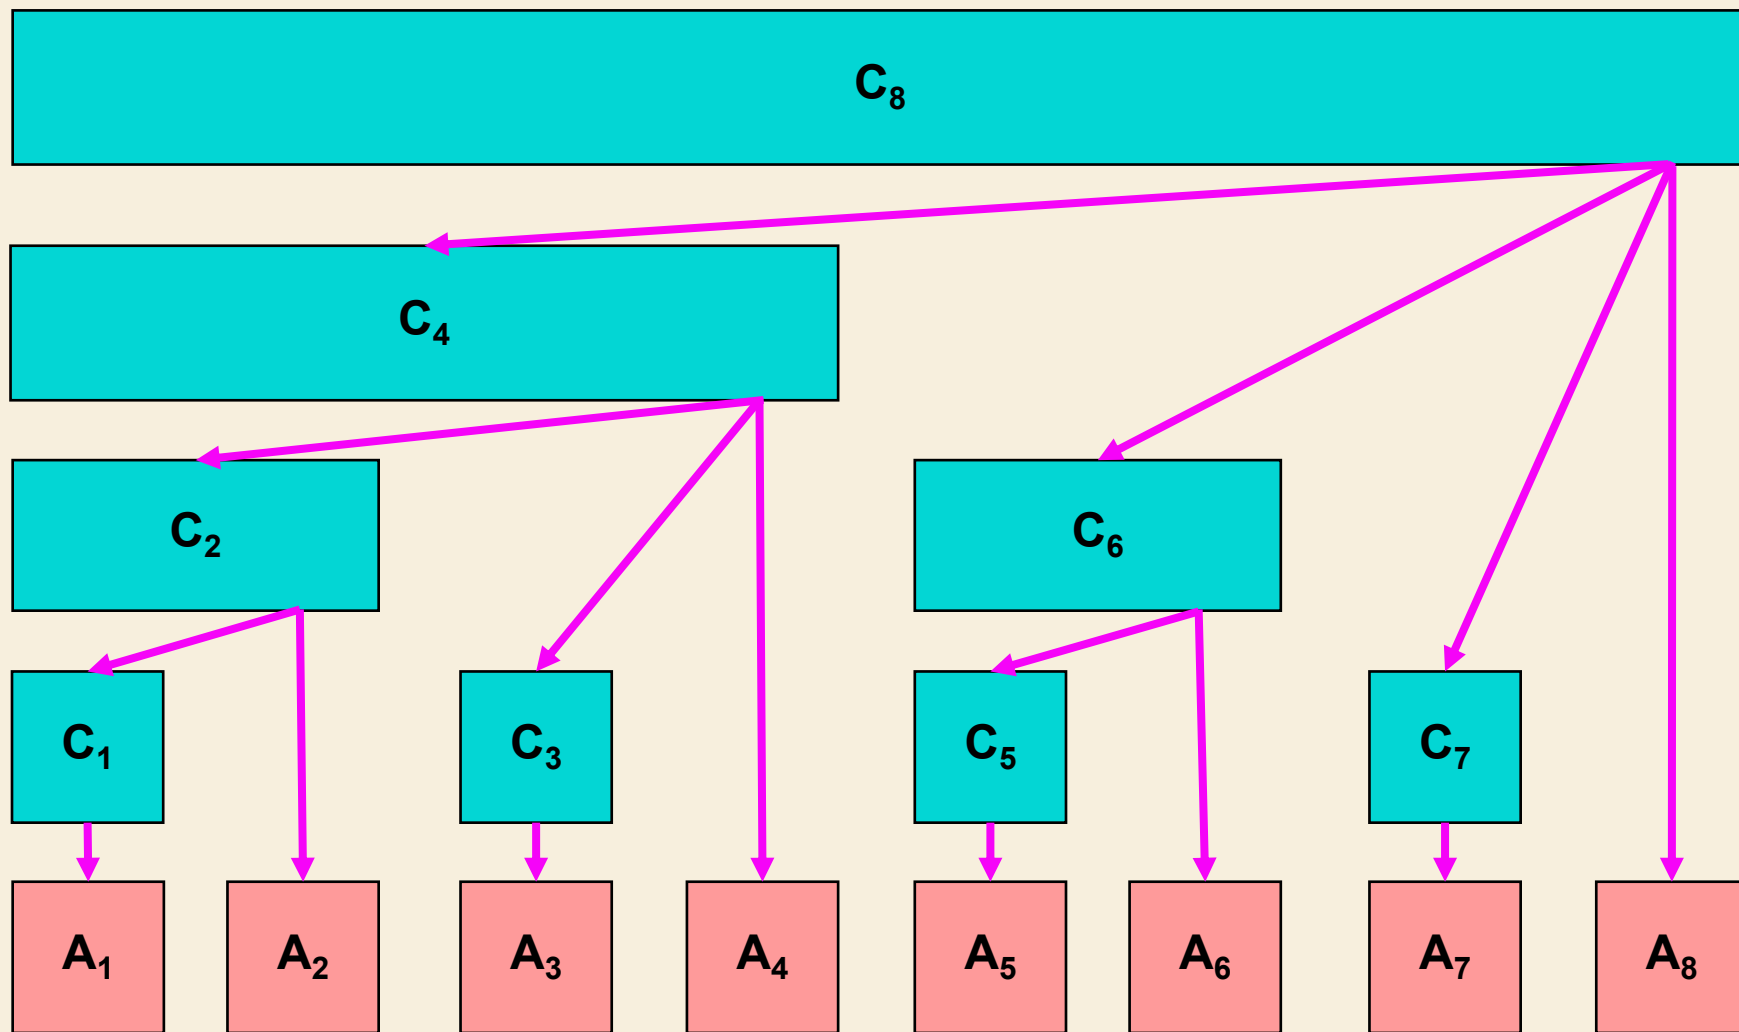 C₈
C₄
C₂ C₆
C₁ C₃ C₅ C₇
A₁ A₂ A₃ A₄ A₅ A₆ A₇ A₈